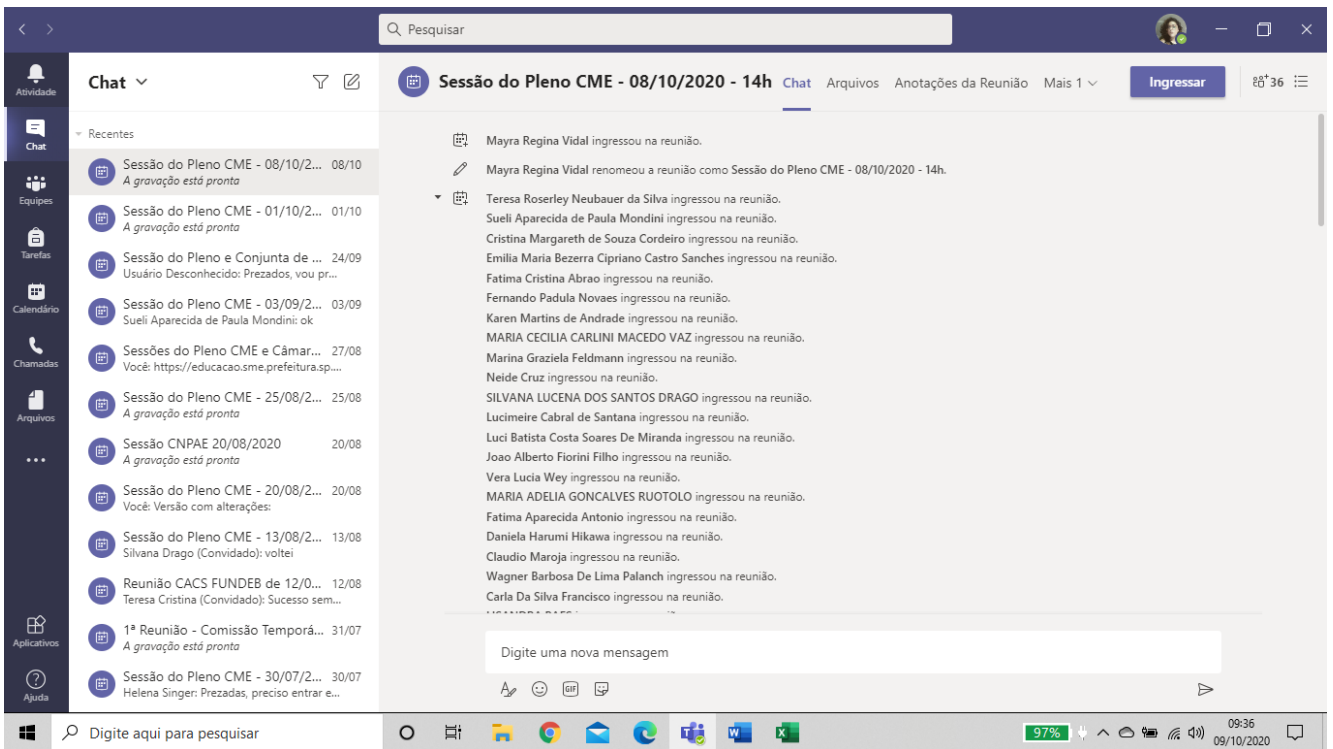 Pesquisar
Atividade
Chat
Equipes
Tarefas
Calendário
Chamadas
Arquivos
Aplicativos
Ajuda
Chat
Recentes
Sessão do Pleno CME - 08/10/2... 08/10
A gravação está pronta
Sessão do Pleno CME - 01/10/2... 01/10
A gravação está pronta
Sessão do Pleno e Conjunta de ... 24/09
Usuário Desconhecido: Prezados, vou pr...
Sessão do Pleno CME - 03/09/2... 03/09
Sueli Aparecida de Paula Mondini: ok
Sessões do Pleno CME e Câmar... 27/08
Você: https://educacao.sme.prefeitura.sp....
Sessão do Pleno CME - 25/08/2... 25/08
A gravação está pronta
Sessão CNPAE 20/08/2020 20/08
A gravação está pronta
Sessão do Pleno CME - 20/08/2... 20/08
Você: Versão com alterações:
Sessão do Pleno CME - 13/08/2... 13/08
Silvana Drago (Convidado): voltei
Reunião CACS FUNDEB de 12/0... 12/08
Teresa Cristina (Convidado): Sucesso sem...
1ª Reunião - Comissão Temporá... 31/07
A gravação está pronta
Sessão do Pleno CME - 30/07/2... 30/07
Helena Singer: Prezadas, preciso entrar e...
Sessão do Pleno CME - 08/10/2020 - 14h Chat Arquivos Anotações da Reunião Mais 1 Ingressar 36
Mayra Regina Vidal ingressou na reunião.
Mayra Regina Vidal renomeou a reunião como Sessão do Pleno CME - 08/10/2020 - 14h.
Teresa Roserley Neubauer da Silva ingressou na reunião.
Sueli Aparecida de Paula Mondini ingressou na reunião.
Cristina Margareth de Souza Cordeiro ingressou na reunião.
Emilia Maria Bezerra Cipriano Castro Sanches ingressou na reunião.
Fatima Cristina Abrao ingressou na reunião.
Fernando Padula Novaes ingressou na reunião.
Karen Martins de Andrade ingressou na reunião.
MARIA CECILIA CARLINI MACEDO VAZ ingressou na reunião.
Marina Graziela Feldmann ingressou na reunião.
Neide Cruz ingressou na reunião.
SILVANA LUCENA DOS SANTOS DRAGO ingressou na reunião.
Lucimeire Cabral de Santana ingressou na reunião.
Luci Batista Costa Soares De Miranda ingressou na reunião.
Joao Alberto Fiorini Filho ingressou na reunião.
Vera Lucia Wey ingressou na reunião.
MARIA ADELIA GONCALVES RUOTOLO ingressou na reunião.
Fatima Aparecida Antonio ingressou na reunião.
Daniela Harumi Hikawa ingressou na reunião.
Claudio Maroja ingressou na reunião.
Wagner Barbosa De Lima Palanch ingressou na reunião.
Carla Da Silva Francisco ingressou na reunião.
Digite uma nova mensagem
GIF
Digite aqui para pesquisar
97%
09:36
09/10/2020